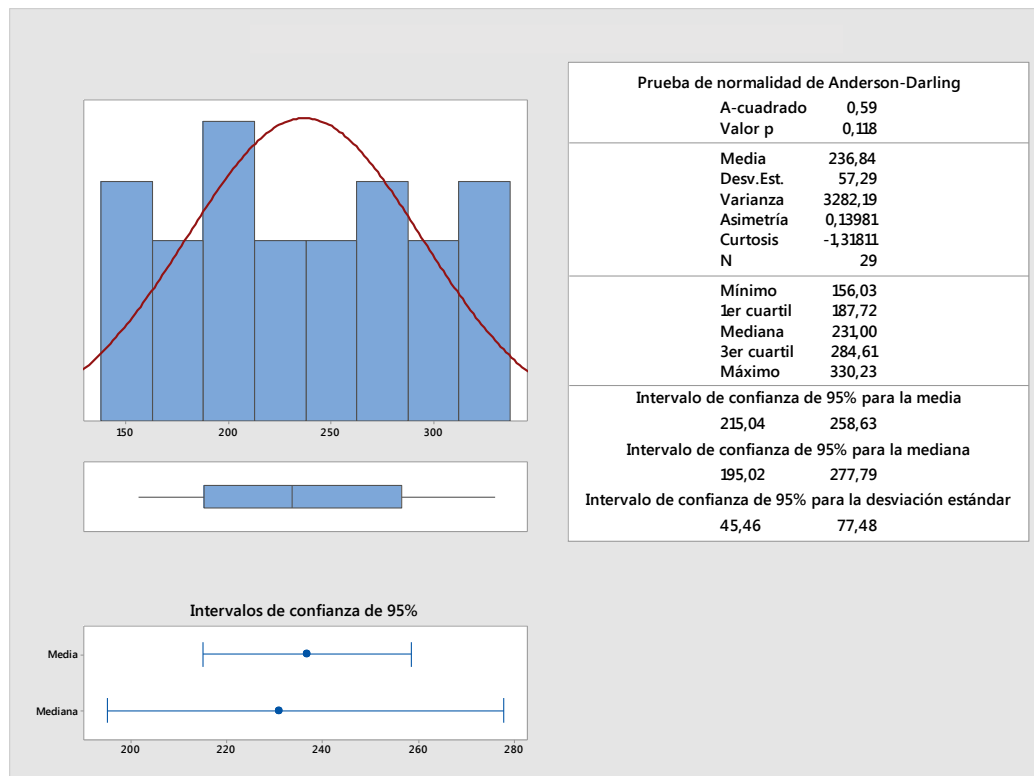 150 200 250 300
Intervalos de confianza de 95%
Media
Mediana
200 220 240 260 280
Prueba de normalidad de Anderson-Darling
A-cuadrado 0,59
Valor p 0,118
Media 236,84
Desv.Est. 57,29
Varianza 3282,19
Asimetría 0,13981
Curtosis -1,31811
N 29
Mínimo 156,03
1er cuartil 187,72
Mediana 231,00
3er cuartil 284,61
Máximo 330,23
Intervalo de confianza de 95% para la media
215,04 258,63
Intervalo de confianza de 95% para la mediana
195,02 277,79
Intervalo de confianza de 95% para la desviación estándar
45,46 77,48